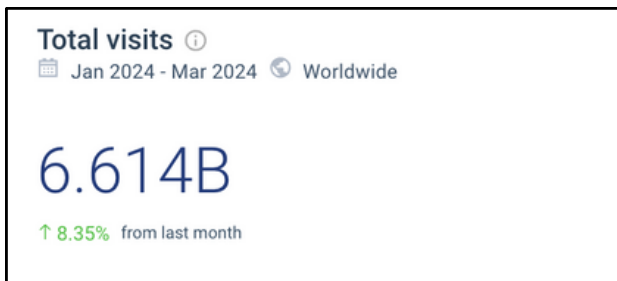 Total visits
Jan 2024 - Mar 2024 Worldwide
6.614B
↑ 8.35% from last month